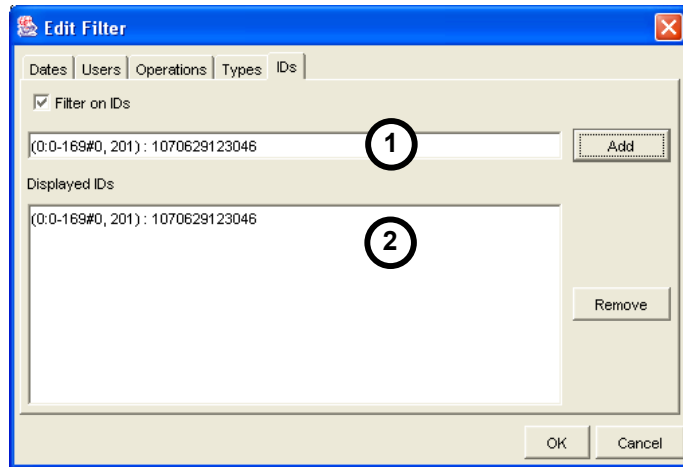 Edit Filter
Dates Users Operations Types IDs
Filter on IDs
(0:0-169#0, 201) : 1070629123046 1 Add
Displayed IDs
(0:0-169#0, 201) : 1070629123046
2
Remove
OK Cancel